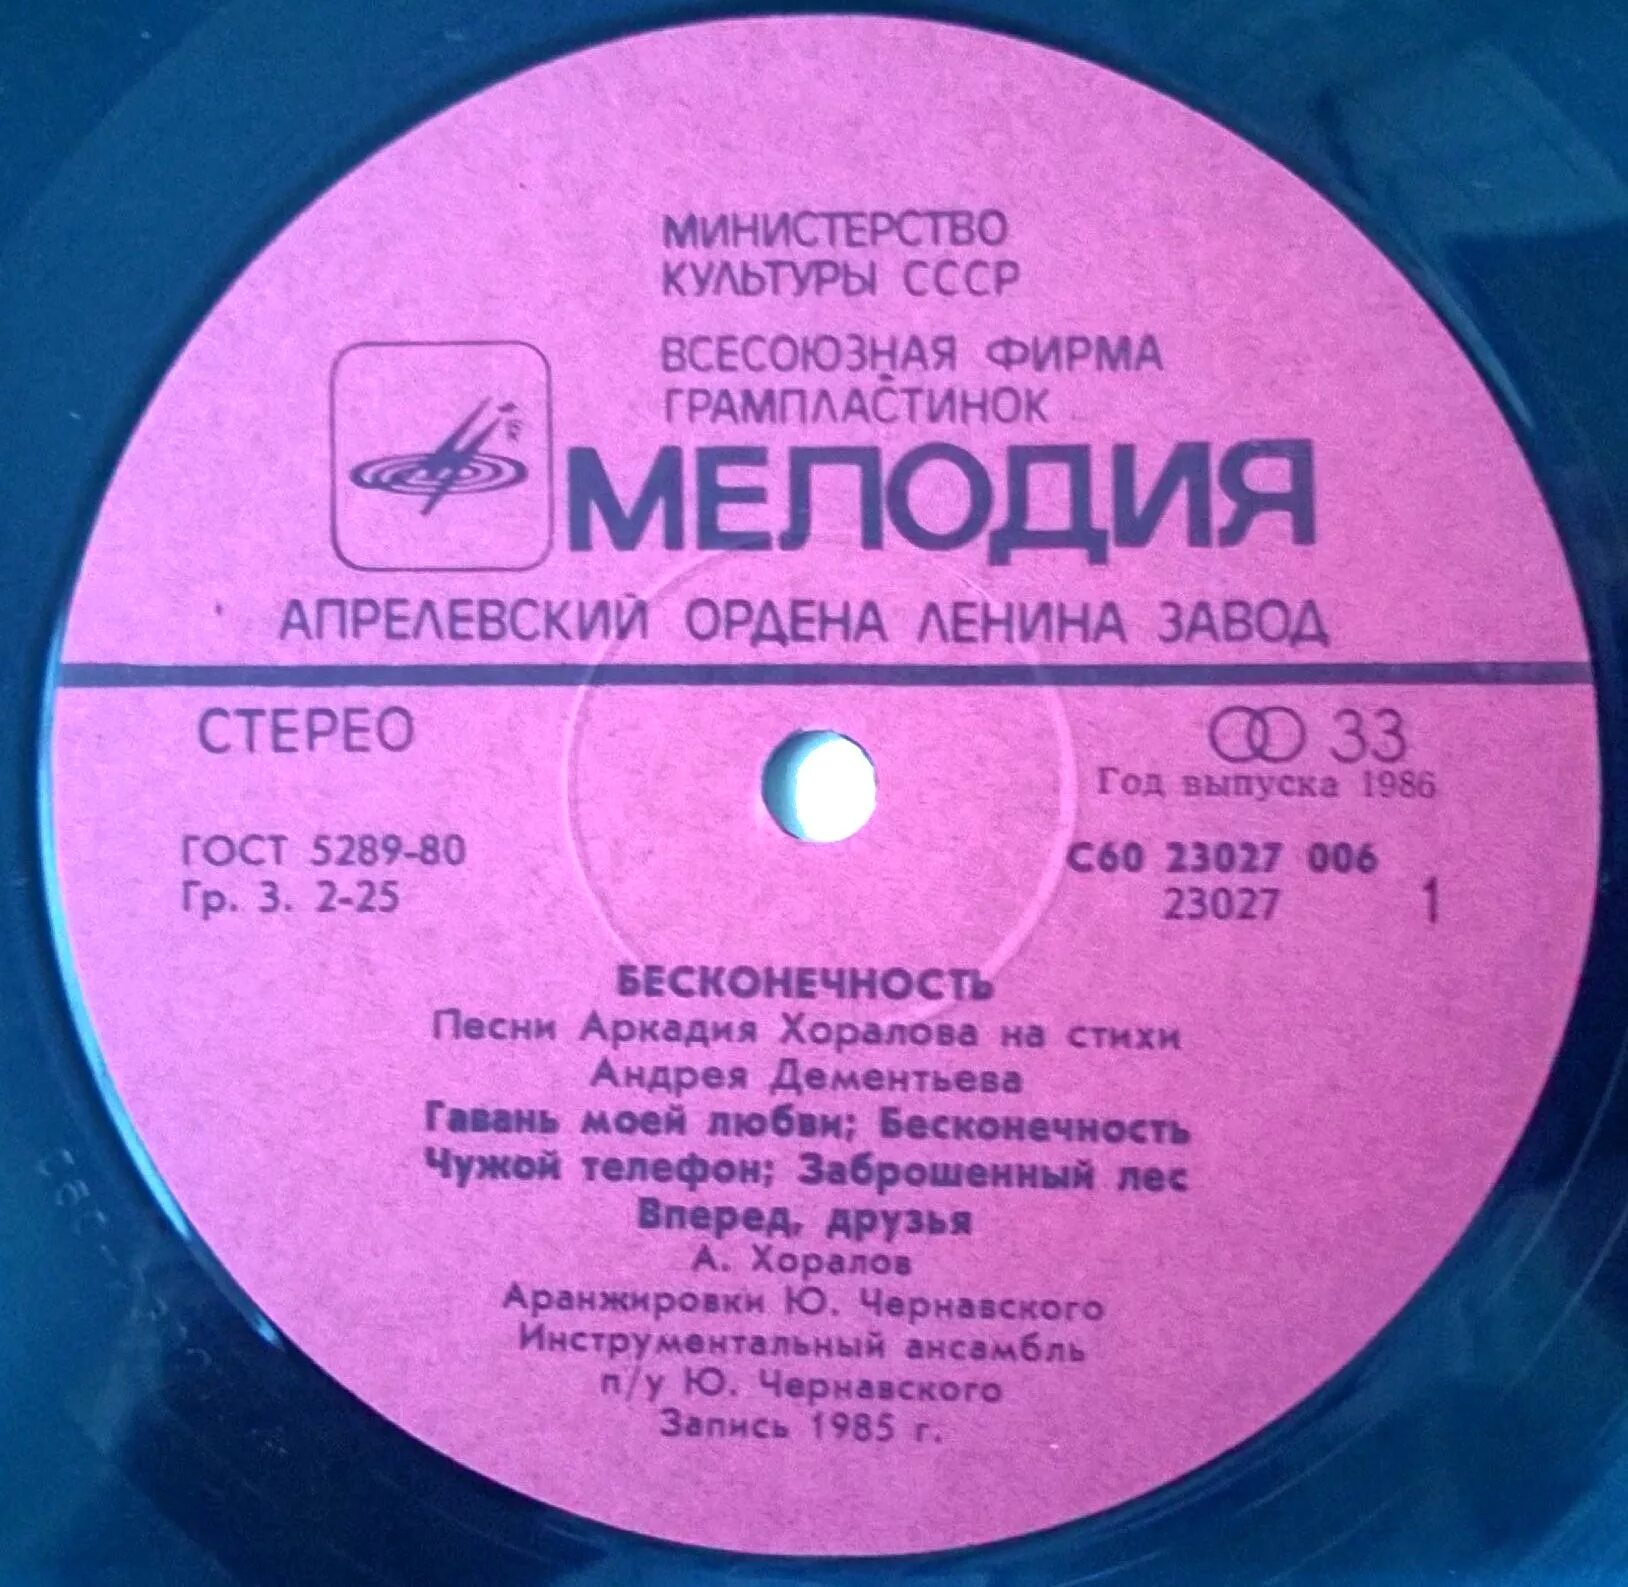 МИНИСТЕРСТВО
КУЛЬТУРЫ СССР
ВСЕСОЮЗНАЯ ФИРМА
ГРАМПЛАСТИНОК
МЕЛОДИЯ
АПРЕЛЕВСКИЙ ОРДЕНА ЛЕНИНА ЗАВОД
СТЕРЕО
33
Год выпуска 1986
ГОСТ 5289-80
Гр. 3. 2-25
С60 23027 006
23027 1
БЕСКОНЕЧНОСТЬ
Песни Аркадия Хоралова на стихи
Андрея Дементьева
Гавань моей любви; Бесконечность
Чужой телефон; Заброшенный лес
Вперед, друзья
А. Хоралов
Аранжировки Ю. Чернавского
Инструментальный ансамбль
п/у Ю. Чернавского
Запись 1985 г.